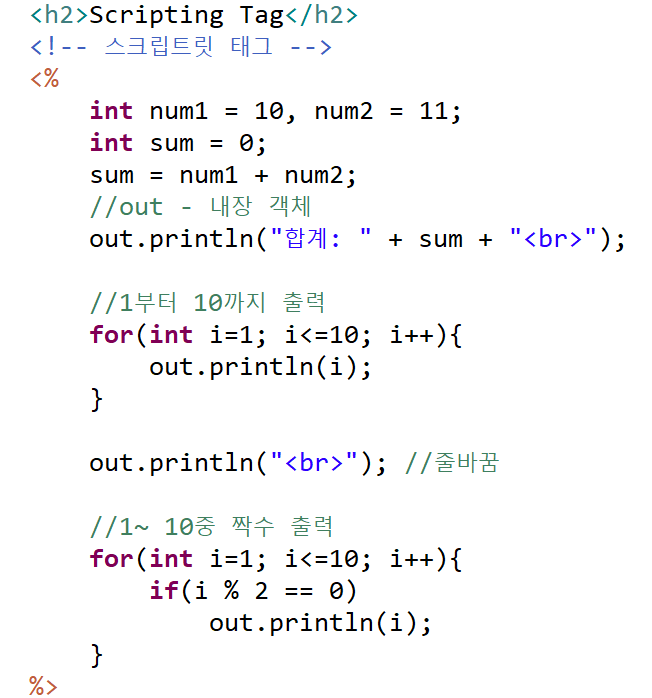 <h2>Scripting Tag</h2>
<!-- 스크립트릿 태그 -->
<%
int num1 = 10, num2 = 11;
int sum = 0;
sum = num1 + num2;
//out - 내장 객체
out.println("합계: " + sum + "<br>");
//1부터 10까지 출력
for(int i=1; i<=10; i++){
out.println(i);
}
out.println("<br>"); //줄바꿈
//1~ 10중 짝수 출력
for(int i=1; i<=10; i++){
if(i % 2 == 0)
out.println(i);
}
%>